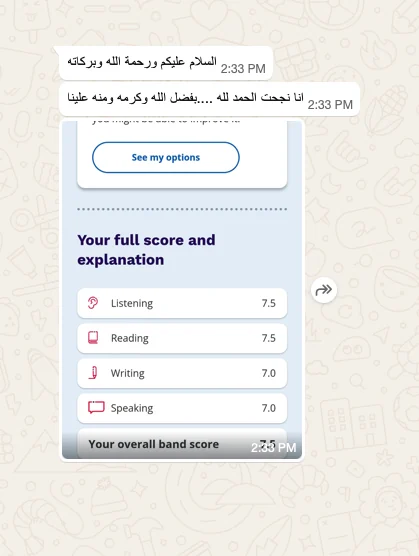 السلام عليكم ورحمة الله وبركاته
2:33 PM
انا نجحت الحمد لله ....بفضل الله وكرمه ومنه علينا
2:33 PM
See my options
Your full score and
explanation
Listening 7.5
Reading 7.5
Writing 7.0
Speaking 7.0
Your overall band score 7.5
2:33 PM